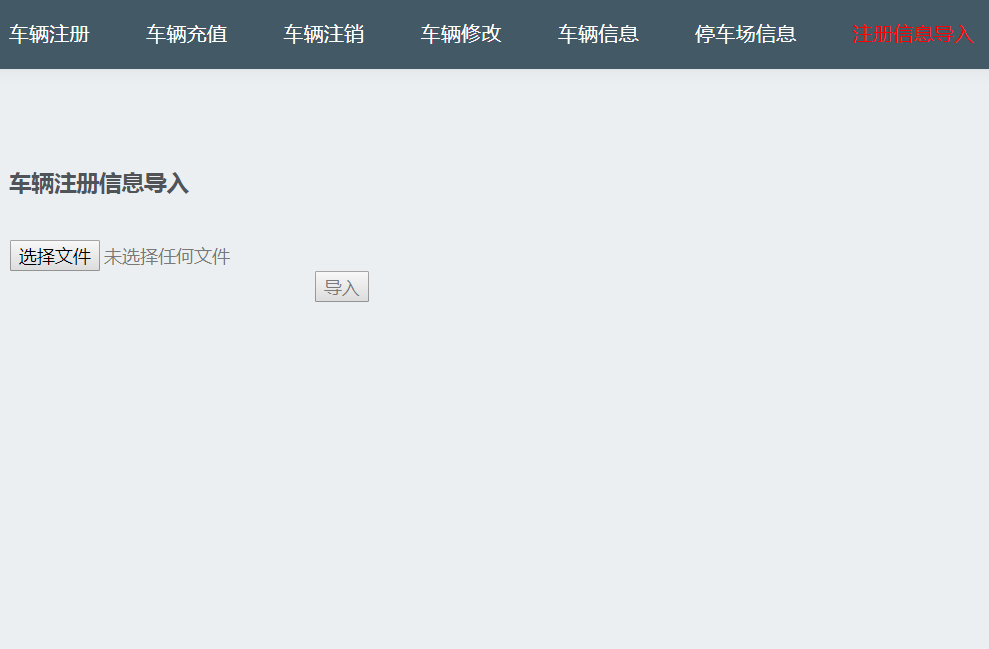 车辆注册 车辆充值 车辆注销 车辆修改 车辆信息 停车场信息 注册信息导入
车辆注册信息导入
选择文件 未选择任何文件
导入